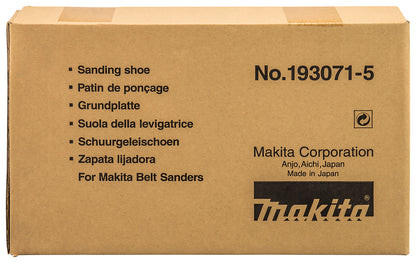 ▪ Sanding shoe
▪ Patin de ponçage
▪ Grundplatte
▪ Suola della levigatrice
▪ Schuurgeleischoen
▪ Zapata lijadora
For Makita Belt Sanders
No.193071-5
Makita Corporation
Anjo,Aichi,Japan
Made in Japan
makita®